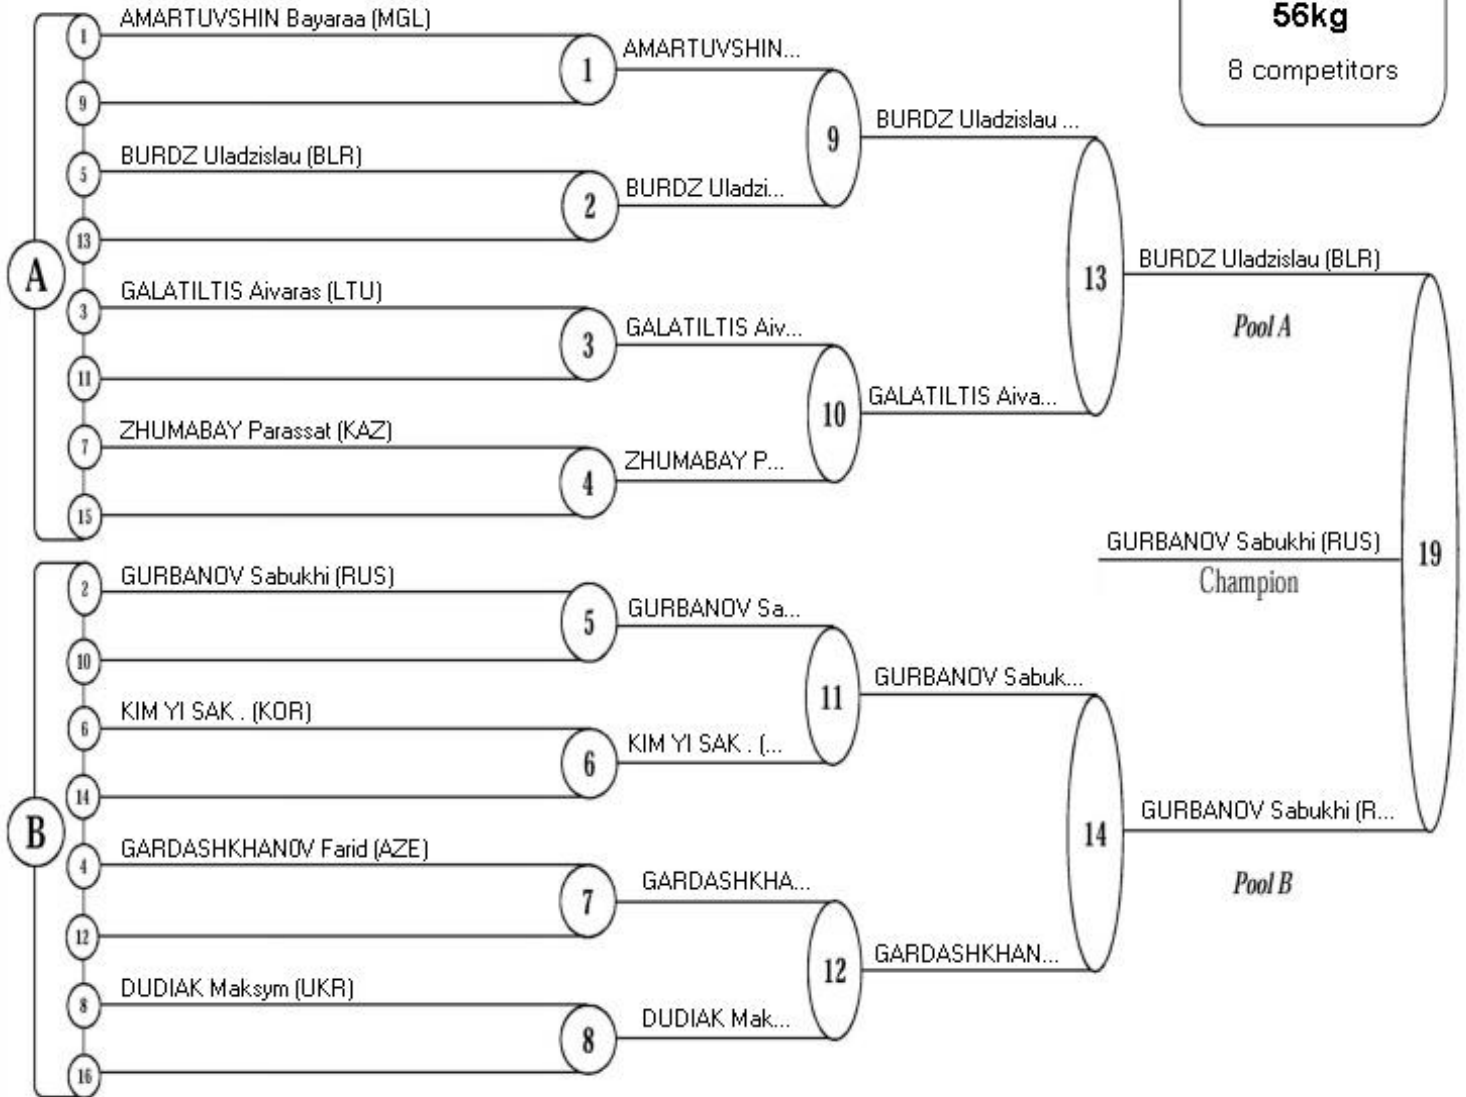 56kg
8 competitors
A
1
AMARTUVSHIN Bayaraa (MGL)
9
5
BURDZ Uladzislau (BLR)
13
3
GALATILTIS Aivaras (LTU)
11
7
ZHUMABAY Parassat (KAZ)
15
B
2
GURBANOV Sabukhi (RUS)
10
6
KIM YI SAK . (KOR)
14
4
GARDASHKHANOV Farid (AZE)
12
8
DUDIAK Maksym (UKR)
16
1
AMARTUVSHIN...
2
BURDZ Uladzi...
3
GALATILTIS Aiv...
4
ZHUMABAY P...
5
GURBANOV Sa...
6
KIM YI SAK . (...
7
GARDASHKHA...
8
DUDIAK Mak...
9
BURDZ Uladzislau ...
10
GALATILTIS Aiva...
11
GURBANOV Sabuk...
12
GARDASHKHAN...
13
BURDZ Uladzislau (BLR)
Pool A
14
GURBANOV Sabukhi (R...
Pool B
19
GURBANOV Sabukhi (RUS)
Champion